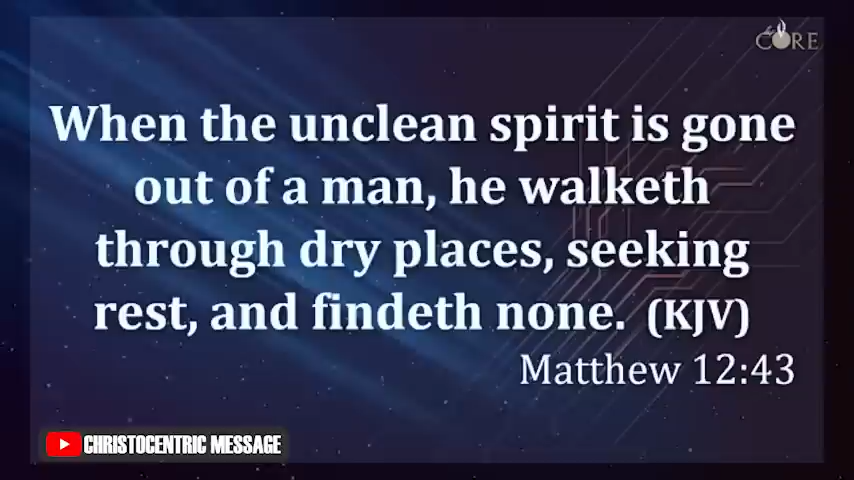 CORE
When the unclean spirit is gone
out of a man, he walketh
through dry places, seeking
rest, and findeth none. (KJV)
Matthew 12:43
CHRISTOCENTRIC MESSAGE